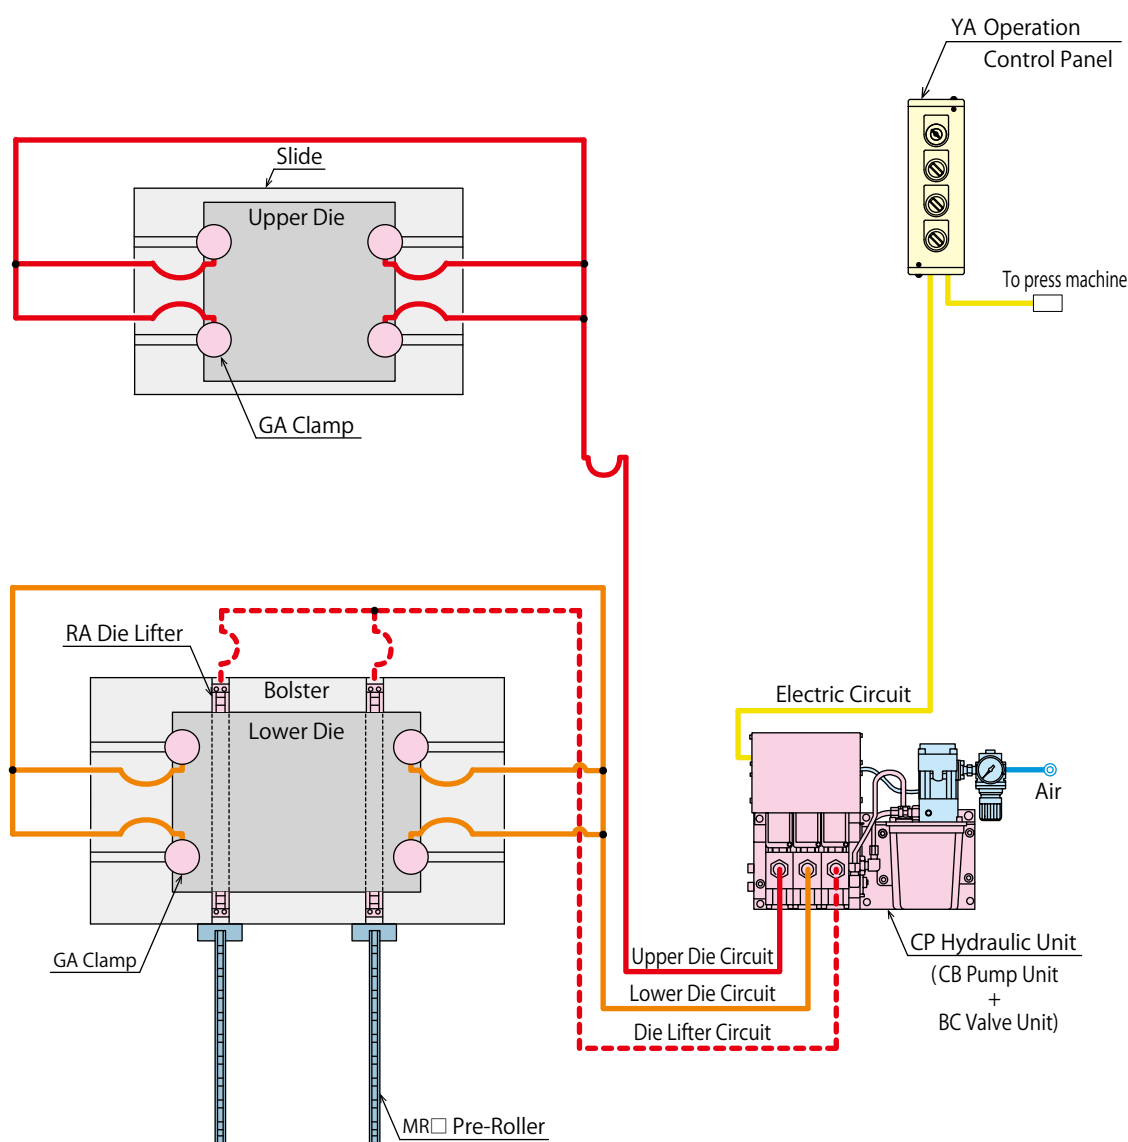 YA Operation
Control Panel
Slide
Upper Die
To press machine
GA Clamp
RA Die Lifter
Bolster
Lower Die
Electric Circuit
Air
GA Clamp
Upper Die Circuit
CP Hydraulic Unit
(CB Pump Unit
+
BC Valve Unit)
Lower Die Circuit
Die Lifter Circuit
MR□ Pre-Roller